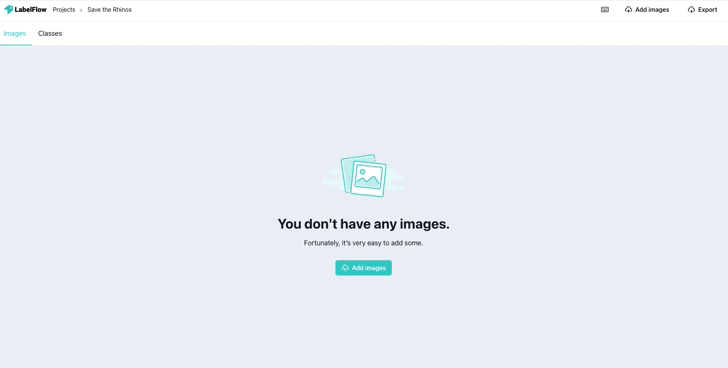 LabelFlow Projects > Save the Rhinos Add images Export
Images Classes
You don't have any images.
Fortunately, it's very easy to add some.
Add images